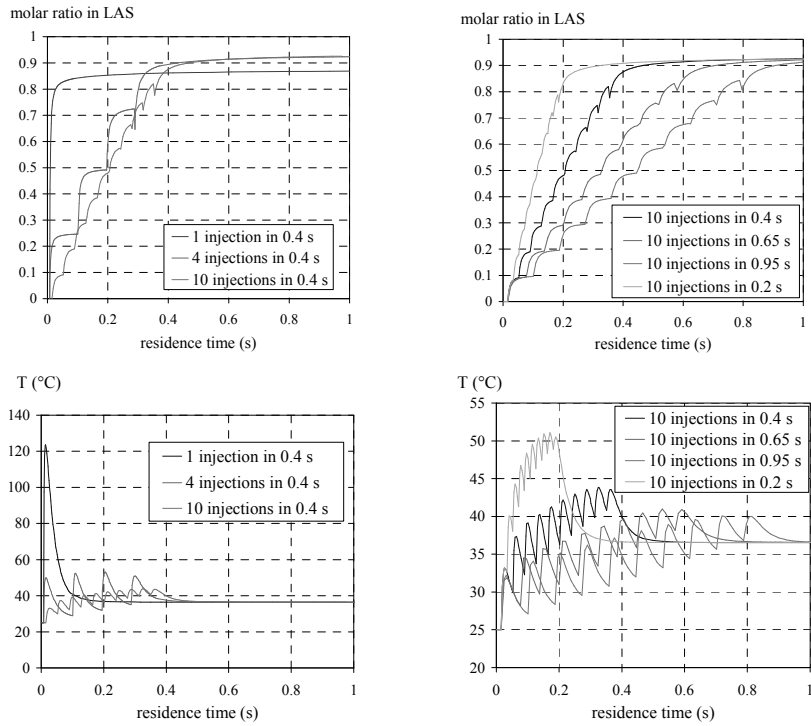 molar ratio in LAS
1
0.9
0.8
0.7
0.6
0.5
0.4
0.3
0.2
0.1
0
1 injection in 0.4 s
4 injections in 0.4 s
10 injections in 0.4 s
0 0.2 0.4 0.6 0.8 1
residence time (s)
molar ratio in LAS
1
0.9
0.8
0.7
0.6
0.5
0.4
0.3
0.2
0.1
0
10 injections in 0.4 s
10 injections in 0.65 s
10 injections in 0.95 s
10 injections in 0.2 s
0 0.2 0.4 0.6 0.8 1
residence time (s)
T (°C)
140
120
100
80
60
40
20
0
1 injection in 0.4 s
4 injections in 0.4 s
10 injections in 0.4 s
0 0.2 0.4 0.6 0.8 1
residence time (s)
T (°C)
55
50
45
40
35
30
25
20
10 injections in 0.4 s
10 injections in 0.65 s
10 injections in 0.95 s
10 injections in 0.2 s
0 0.2 0.4 0.6 0.8 1
residence time (s)